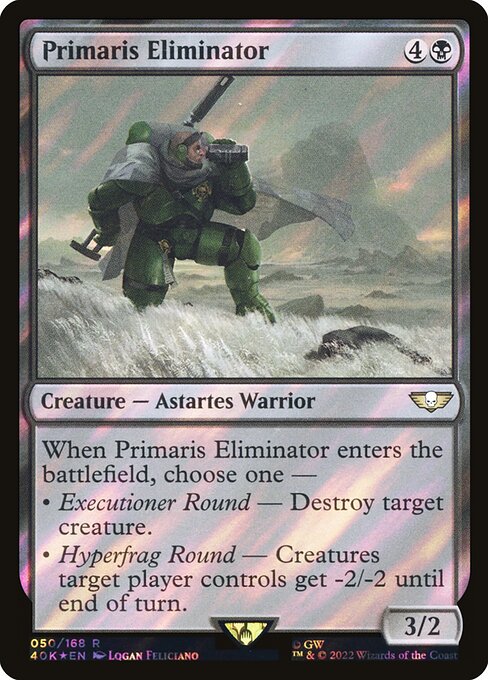 Primaris Eliminator 4
Creature — Astartes Warrior
When Primaris Eliminator enters the
battlefield, choose one —
• Executioner Round — Destroy target
creature.
• Hyperfrag Round — Creatures
target player controls get -2/-2 until
end of turn.
3/2
050/168 R
40K★EN Logan Feliciano
© GW
™ & © 2022 Wizards of the Coast